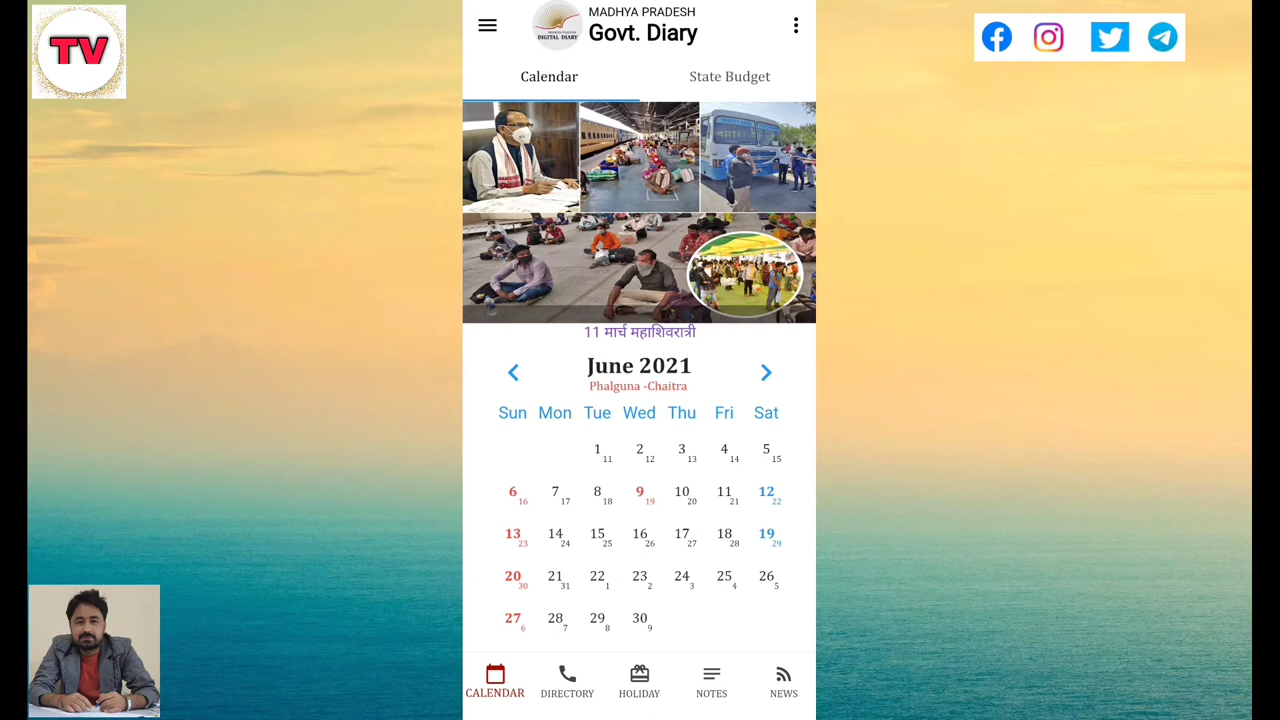 TV
MADHYA PRADESH
Govt. Diary
MADHYA PRADESH
DIGITAL DIARY
Calendar
State Budget
11 मार्च महाशिवरात्री
June 2021
Phalguna -Chaitra
Sun Mon Tue Wed Thu Fri Sat
1 11 2 12 3 13 4 14 5 15
6 16 7 17 8 18 9 19 10 20 11 21 12 22
13 23 14 24 15 25 16 26 17 27 18 28 19 29
20 30 21 31 22 1 23 2 24 3 25 4 26 5
27 6 28 7 29 8 30 9
CALENDAR DIRECTORY HOLIDAY NOTES NEWS